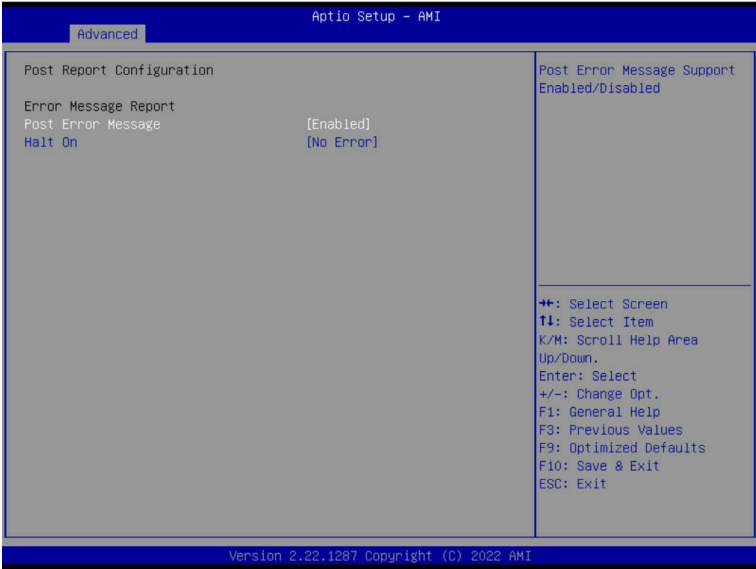 Aptio Setup – AMI
Advanced
Post Report Configuration
Error Message Report
Post Error Message [Enabled]
Halt On [No Error]
Post Error Message Support
Enabled/Disabled
→←: Select Screen
↑↓: Select Item
K/M: Scroll Help Area
Up/Down.
Enter: Select
+/-: Change Opt.
F1: General Help
F3: Previous Values
F9: Optimized Defaults
F10: Save & Exit
ESC: Exit
Version 2.22.1287 Copyright (C) 2022 AMI